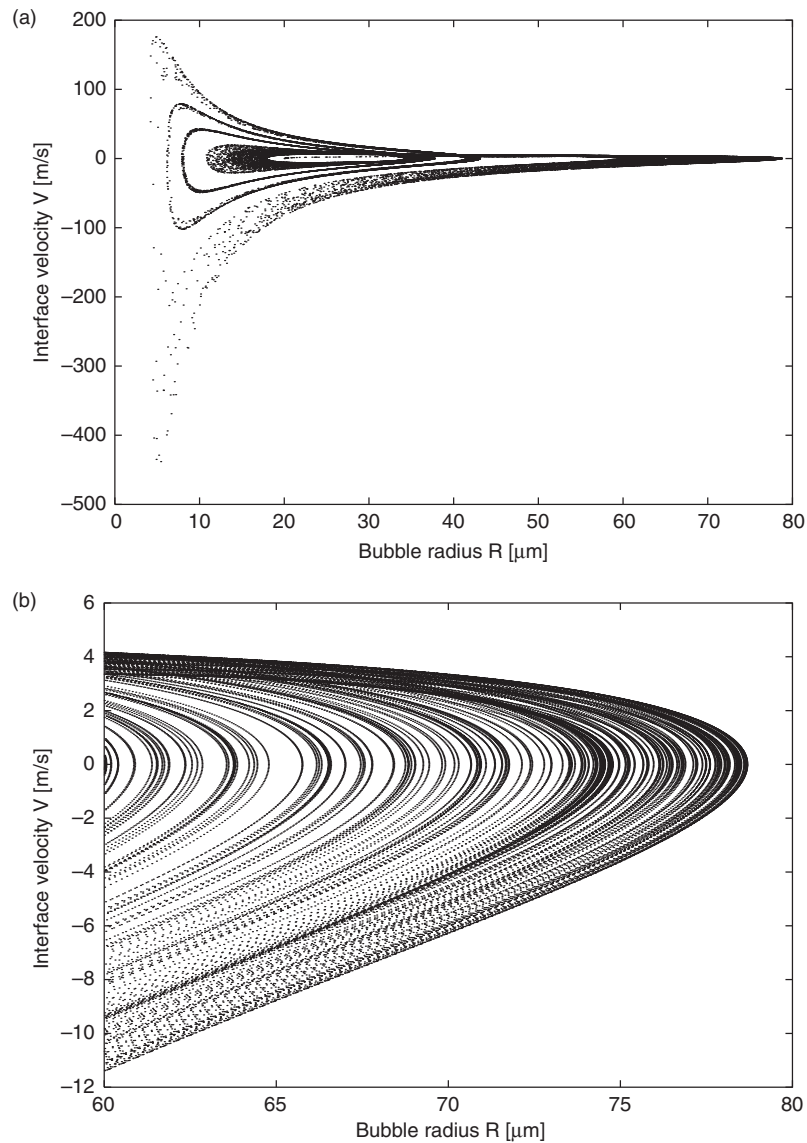 (a)
200
100
0
–100
–200
–300
–400
–500
Interface velocity V [m/s]
0 10 20 30 40 50 60 70 80
Bubble radius R [μm]
(b)
6
4
2
0
–2
–4
–6
–8
–10
–12
Interface velocity V [m/s]
60 65 70 75 80
Bubble radius R [μm]